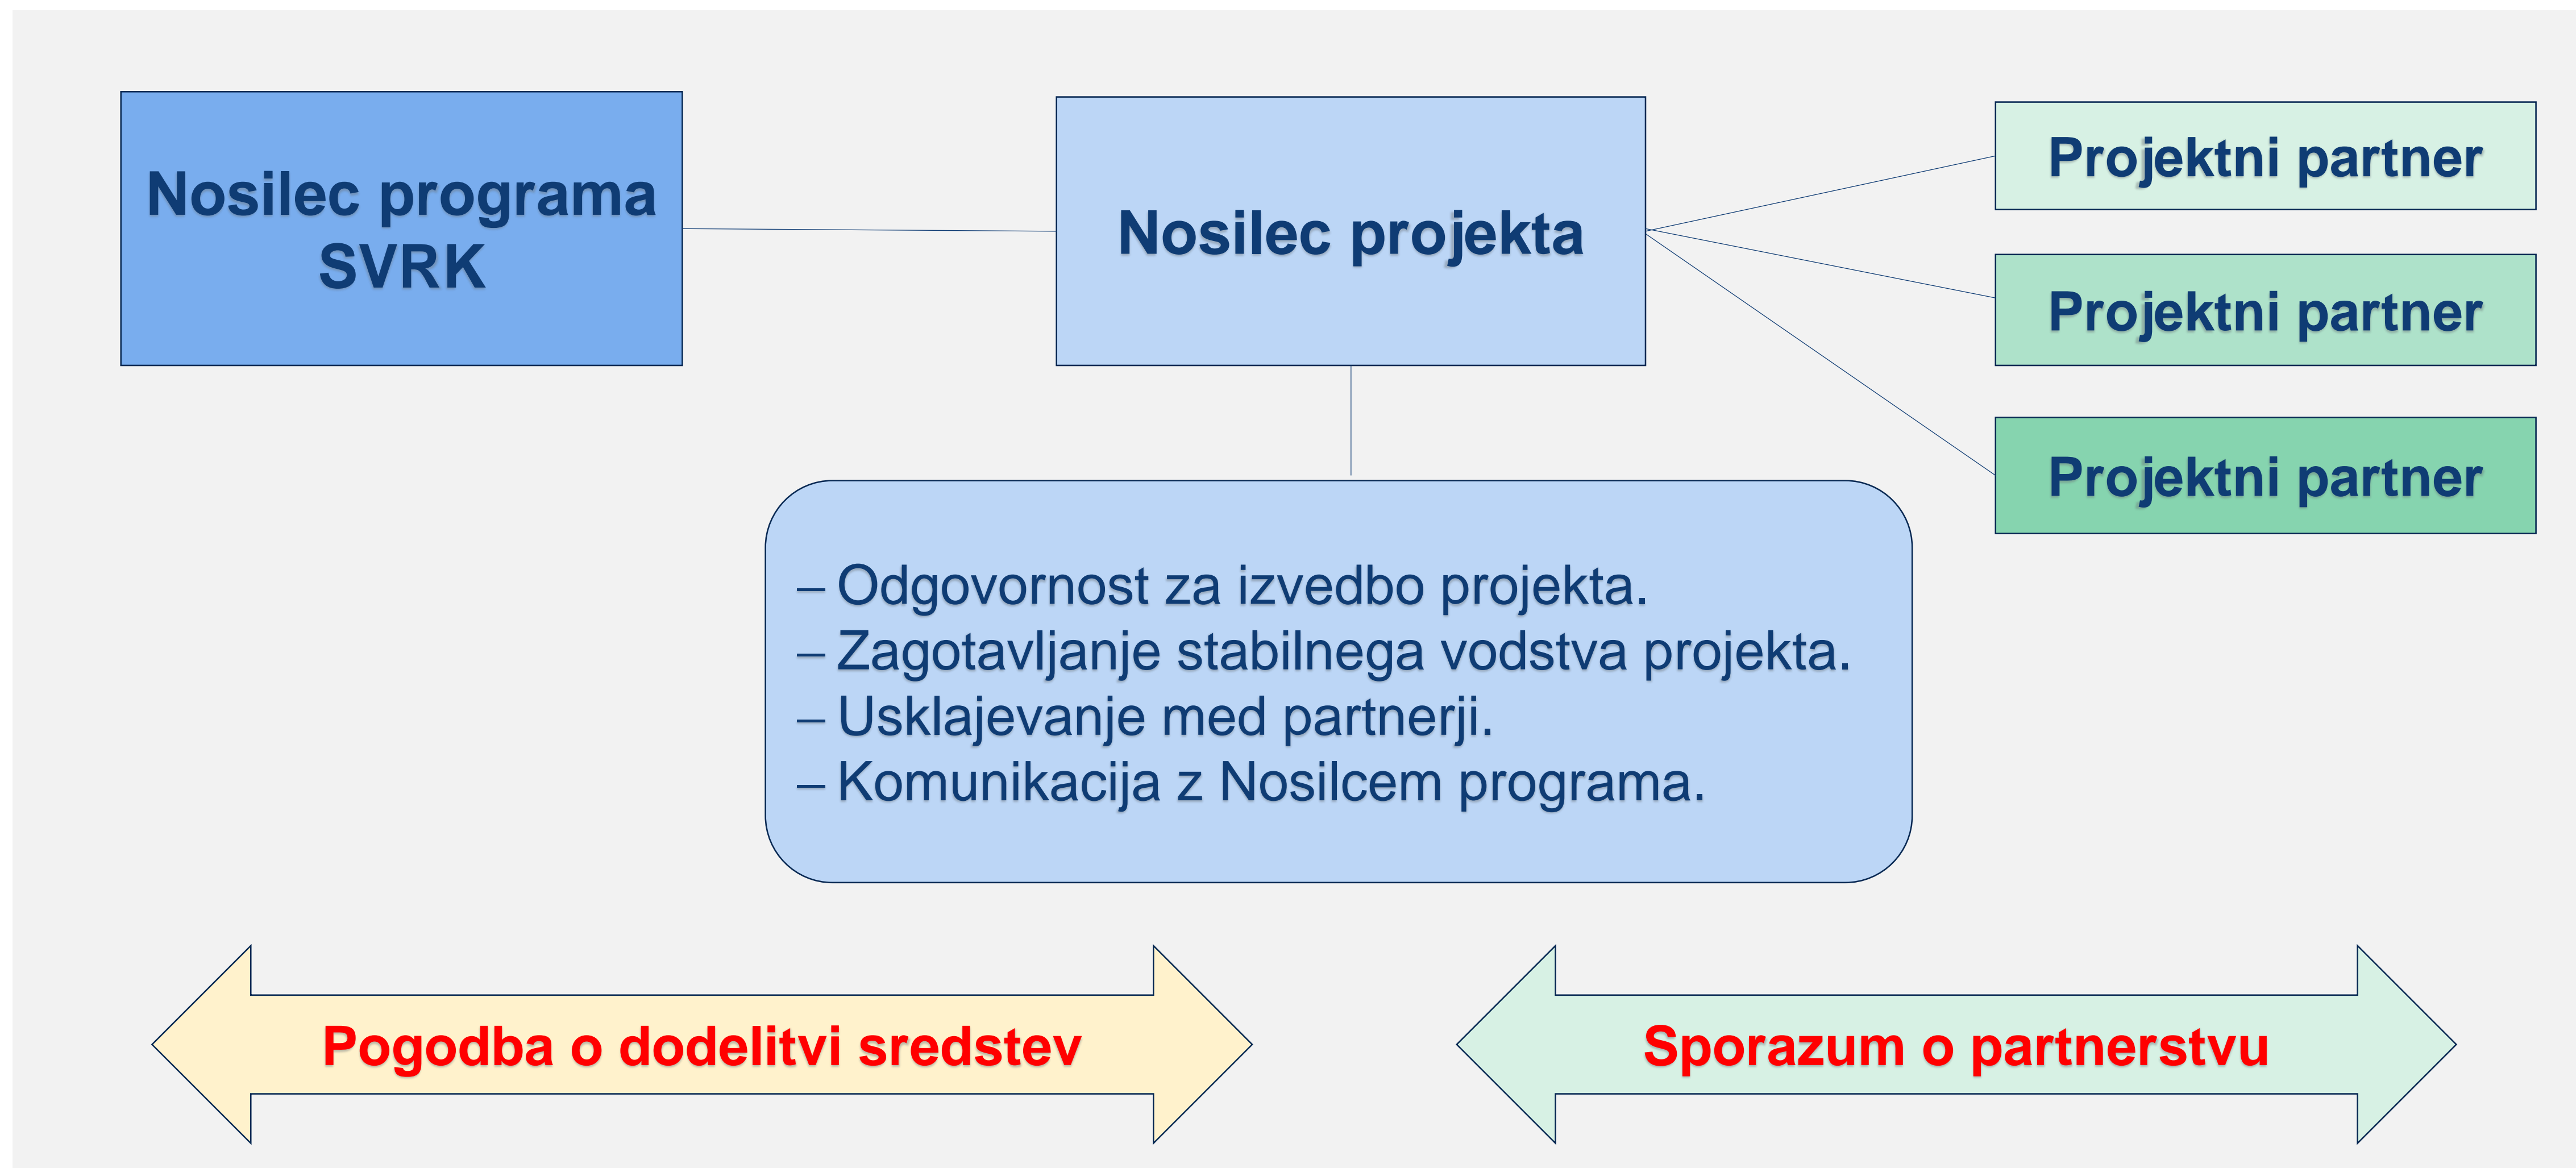 Nosilec programa
SVRK
Nosilec projekta
Projektni partner
Projektni partner
Projektni partner
– Odgovornost za izvedbo projekta.
– Zagotavljanje stabilnega vodstva projekta.
– Usklajevanje med partnerji.
– Komunikacija z Nosilcem programa.
Pogodba o dodelitvi sredstev
Sporazum o partnerstvu